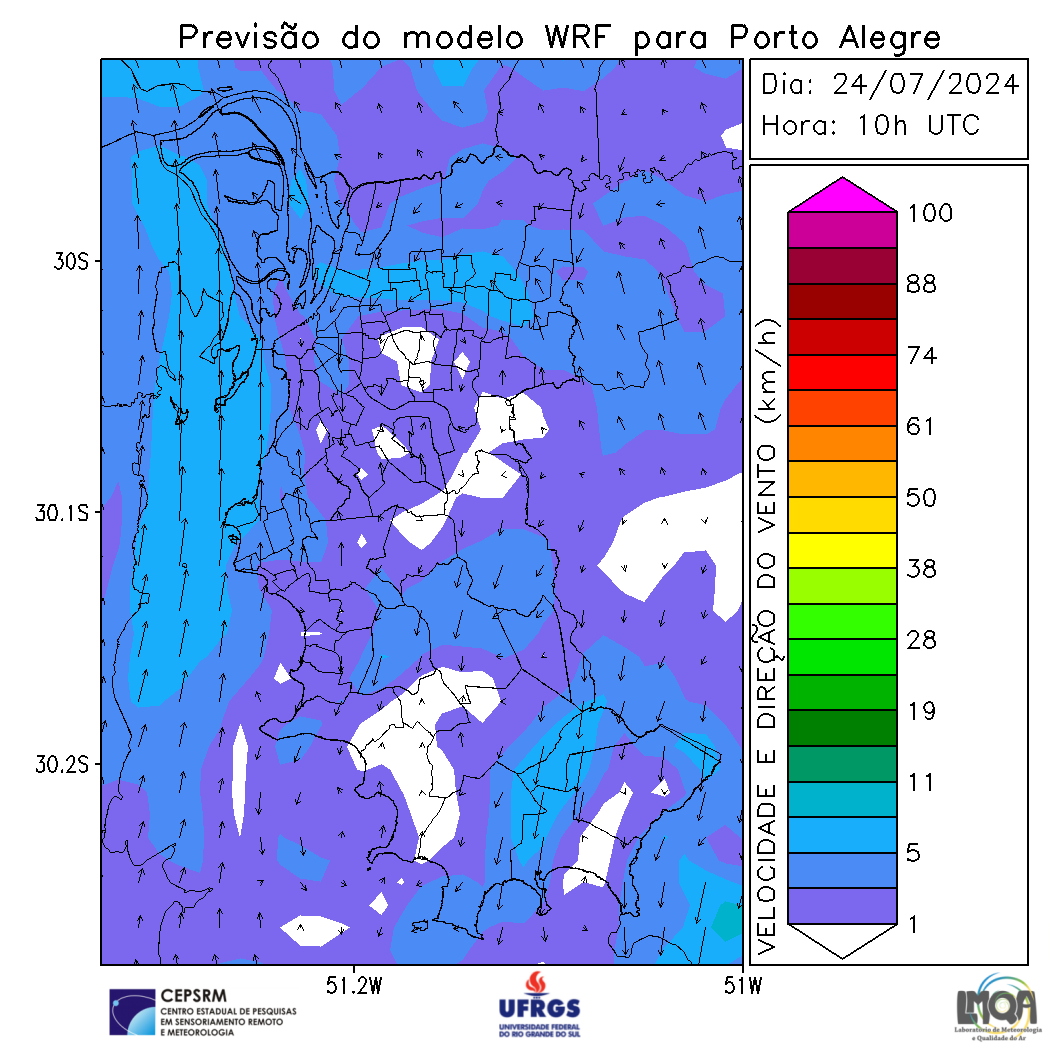 Previsão do modelo WRF para Porto Alegre
Dia: 24/07/2024
Hora: 10h UTC
30S
30.1S
30.2S
51.2W
51W
VELOCIDADE E DIREÇÃO DO VENTO (km/h)
100
88
74
61
50
38
28
19
11
5
1
CEPSRM
CENTRO ESTADUAL DE PESQUISAS
EM SENSORIAMENTO REMOTO
E METEOROLOGIA
UFRGS
UNIVERSIDADE FEDERAL
DO RIO GRANDE DO SUL
LMQA
Laboratório de Meteorologia
e Qualidade do Ar